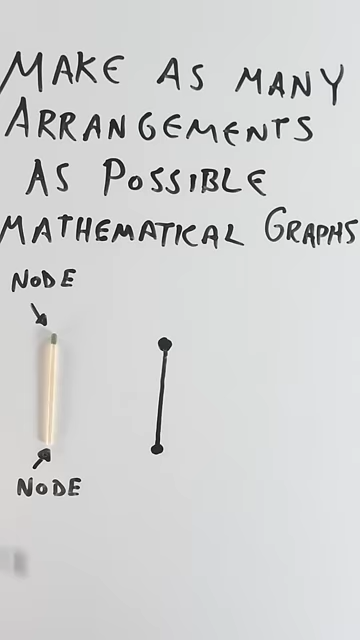 MAKE AS MANY
ARRANGEMENTS
AS POSSIBLE
MATHEMATICAL GRAPHS
NODE
NODE